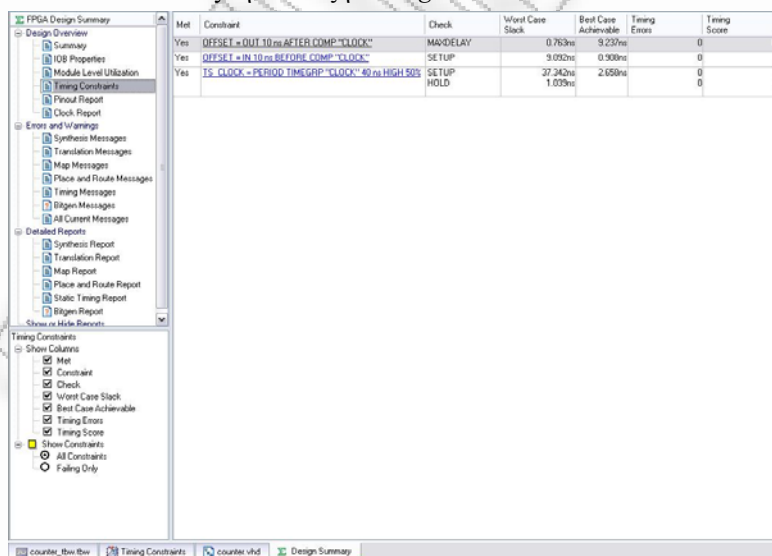 FPGA Design Summary
Design Overview
Summary
IOB Properties
Module Level Utilization
Timing Constraints
Pinout Report
Clock Report
Errors and Warnings
Synthesis Messages
Translation Messages
Map Messages
Place and Route Messages
Timing Messages
Bitgen Messages
All Current Messages
Detailed Reports
Synthesis Report
Translation Report
Map Report
Place and Route Report
Static Timing Report
Bitgen Report
Show or Hide Reports
Timing Constraints
Show Columns
Met
Constraint
Check
Worst Case Slack
Best Case Achievable
Timing Errors
Timing Score
Show Constraints
All Constraints
Failing Only
Met Constraint Check Worst Case Slack Best Case Achievable Timing Errors Timing Score
Yes OFFSET = OUT 10 ns AFTER COMP "CLOCK" MAXDELAY 0.763ns 9.237ns 0 0
Yes OFFSET = IN 10 ns BEFORE COMP "CLOCK" SETUP 9.092ns 0.908ns 0 0
Yes TS_CLOCK = PERIOD TIMEGRP "CLOCK" 40 ns HIGH 50% SETUP 37.342ns 2.658ns 0 0
HOLD 1.039ns 0 0
counter_tbw.tbw Timing Constraints counter.vhd Design Summary